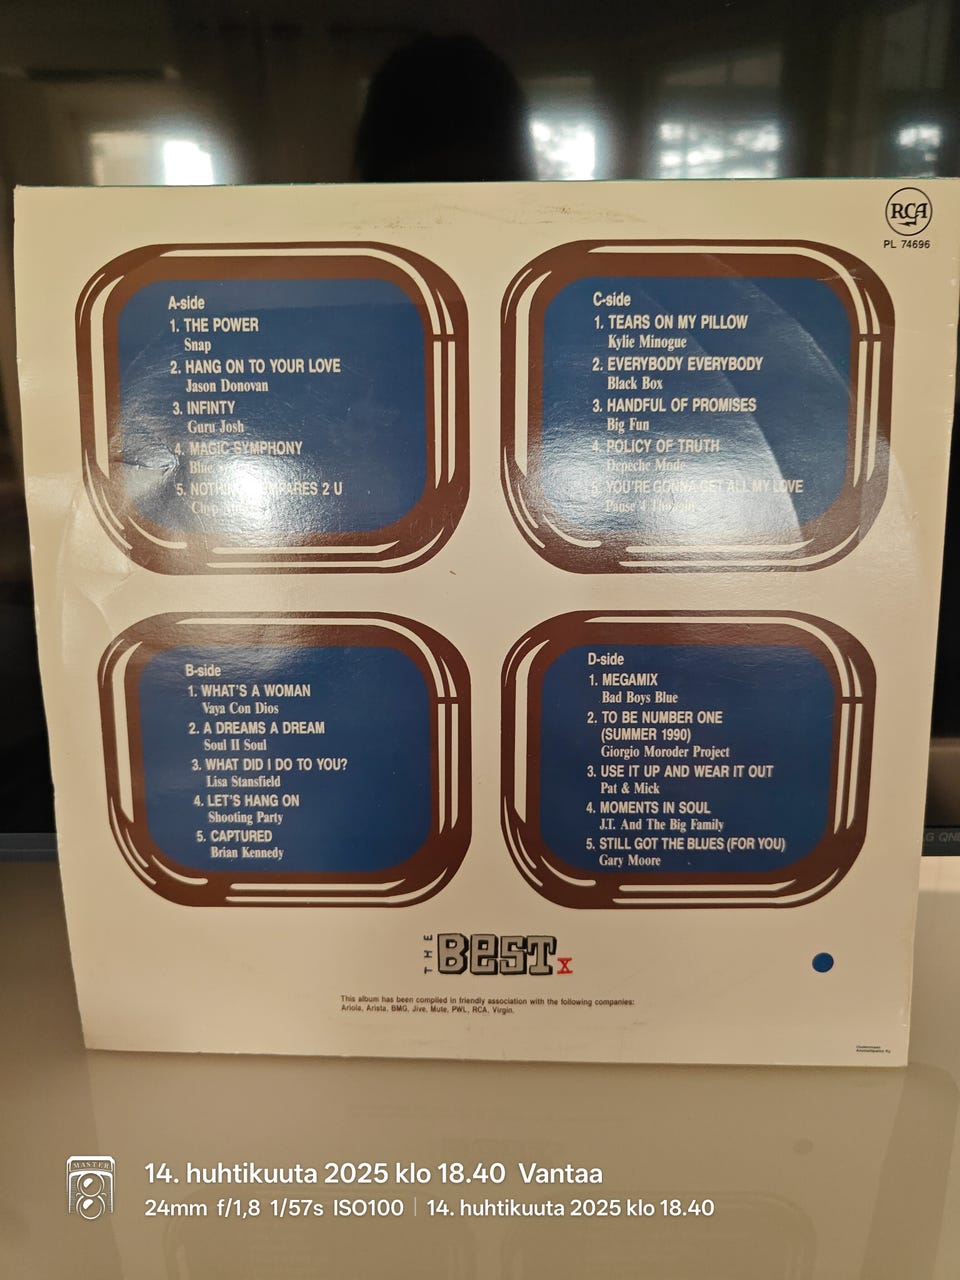 RCA
PL 74696
A-side
1. THE POWER
Snap
2. HANG ON TO YOUR LOVE
Jason Donovan
3. INFINTY
Guru Josh
4. MAGIC SYMPHONY
Blue
5. NOTHING COMPARES 2 U
Chyp
B-side
1. WHAT'S A WOMAN
Vaya Con Dios
2. A DREAMS A DREAM
Soul II Soul
3. WHAT DID I DO TO YOU?
Lisa Stansfield
4. LET'S HANG ON
Shooting Party
5. CAPTURED
Brian Kennedy
C-side
1. TEARS ON MY PILLOW
Kylie Minogue
2. EVERYBODY EVERYBODY
Black Box
3. HANDFUL OF PROMISES
Big Fun
4. POLICY OF TRUTH
Depeche Mode
5. YOU'RE GONNA GET ALL MY LOVE
Pause 4
D-side
1. MEGAMIX
Bad Boys Blue
2. TO BE NUMBER ONE
(SUMMER 1990)
Giorgio Moroder Project
3. USE IT UP AND WEAR IT OUT
Pat & Mick
4. MOMENTS IN SOUL
J.T. And The Big Family
5. STILL GOT THE BLUES (FOR YOU)
Gary Moore
THE BEST X
This album has been compiled in friendly association with the following companies:
Ariola, Arista, BMG, Jive, Mute, PWL, RCA, Virgin.
MASTER
14. huhtikuuta 2025 klo 18.40 Vantaa
24mm f/1,8 1/57s ISO100 | 14. huhtikuuta 2025 klo 18.40